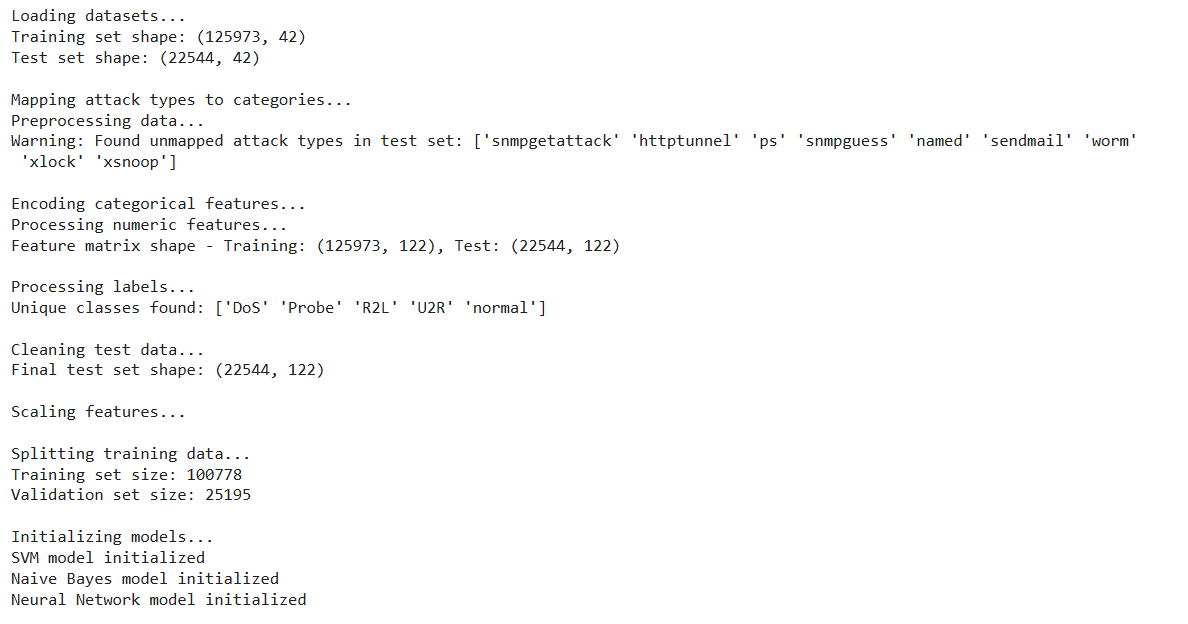 Loading datasets...
Training set shape: (125973, 42)
Test set shape: (22544, 42)
Mapping attack types to categories...
Preprocessing data...
Warning: Found unmapped attack types in test set: ['snmpgetattack' 'httptunnel' 'ps' 'snmpguess' 'named' 'sendmail' 'worm'
 'xlock' 'xsnoop']
Encoding categorical features...
Processing numeric features...
Feature matrix shape - Training: (125973, 122), Test: (22544, 122)
Processing labels...
Unique classes found: ['DoS' 'Probe' 'R2L' 'U2R' 'normal']
Cleaning test data...
Final test set shape: (22544, 122)
Scaling features...
Splitting training data...
Training set size: 100778
Validation set size: 25195
Initializing models...
SVM model initialized
Naive Bayes model initialized
Neural Network model initialized